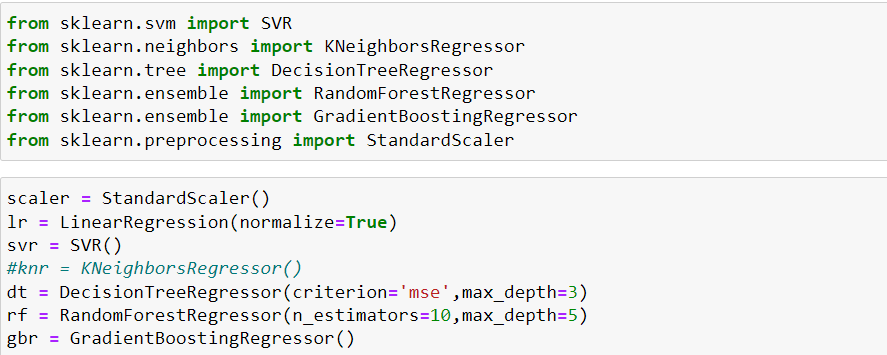 from sklearn.svm import SVR
from sklearn.neighbors import KNeighborsRegressor
from sklearn.tree import DecisionTreeRegressor
from sklearn.ensemble import RandomForestRegressor
from sklearn.ensemble import GradientBoostingRegressor
from sklearn.preprocessing import StandardScaler
scaler = StandardScaler()
lr = LinearRegression(normalize=True)
svr = SVR()
#knr = KNeighborsRegressor()
dt = DecisionTreeRegressor(criterion='mse',max_depth=3)
rf = RandomForestRegressor(n_estimators=10,max_depth=5)
gbr = GradientBoostingRegressor()